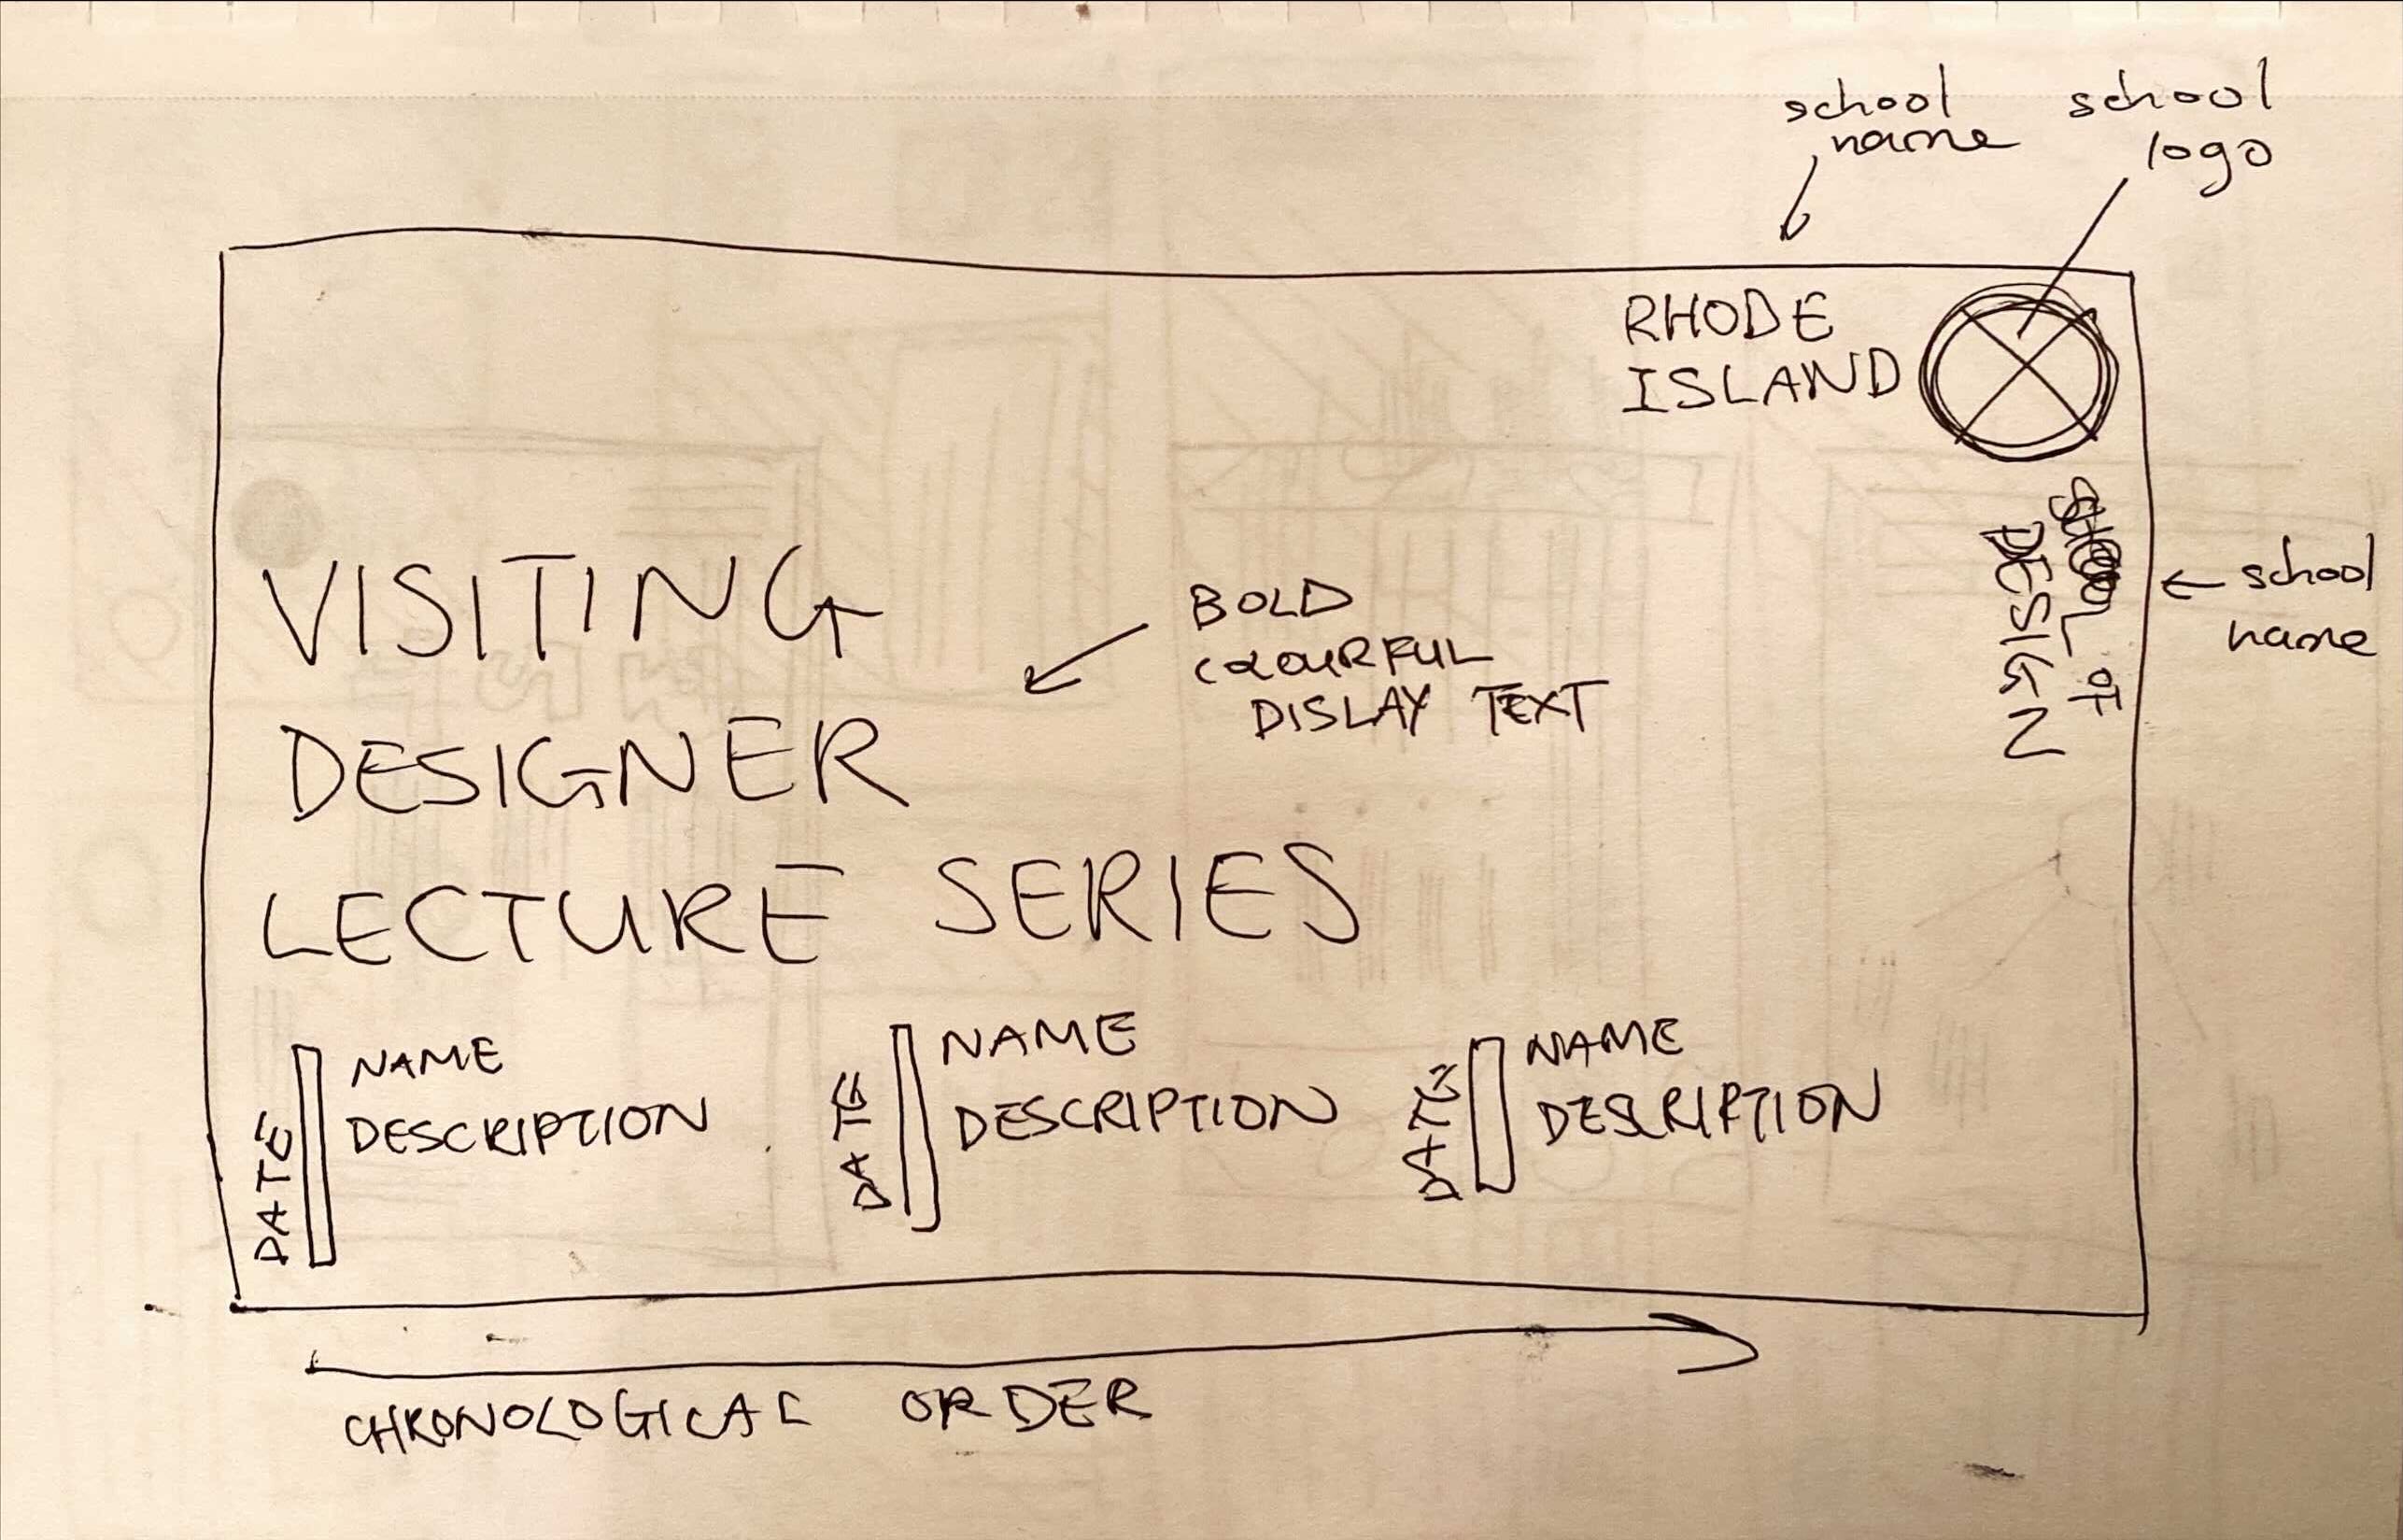 school
name
school
logo
RHODE
ISLAND
SCHOOL OF
DESIGN
school
name
VISITING
DESIGNER
LECTURE SERIES
BOLD
COLOURFUL
DISLAY TEXT
DATE
NAME
DESCRIPTION
DATE
NAME
DESCRIPTION
DATE
NAME
DESCRIPTION
CHRONOLOGICAL ORDER